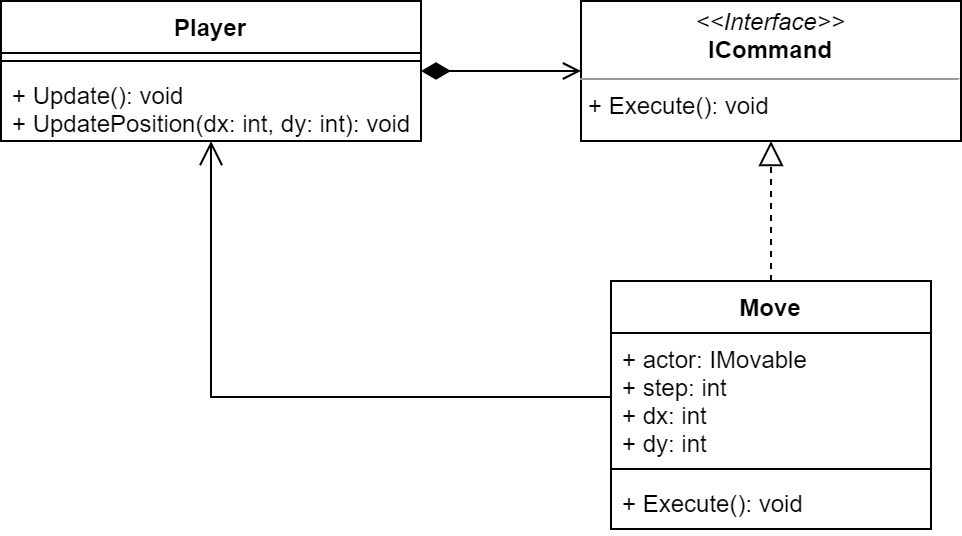 Player
+ Update(): void
+ UpdatePosition(dx: int, dy: int): void
<<Interface>>
ICommand
+ Execute(): void
Move
+ actor: IMovable
+ step: int
+ dx: int
+ dy: int
+ Execute(): void